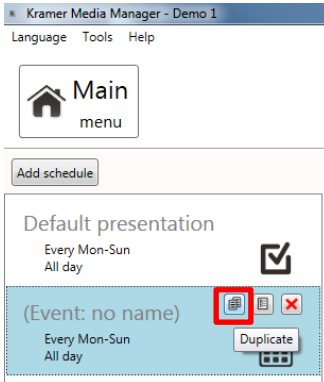 Kramer Media Manager - Demo 1
Language Tools Help
Main
menu
Add schedule
Default presentation
Every Mon-Sun
All day
(Event: no name)
Every Mon-Sun
Duplicate
All day